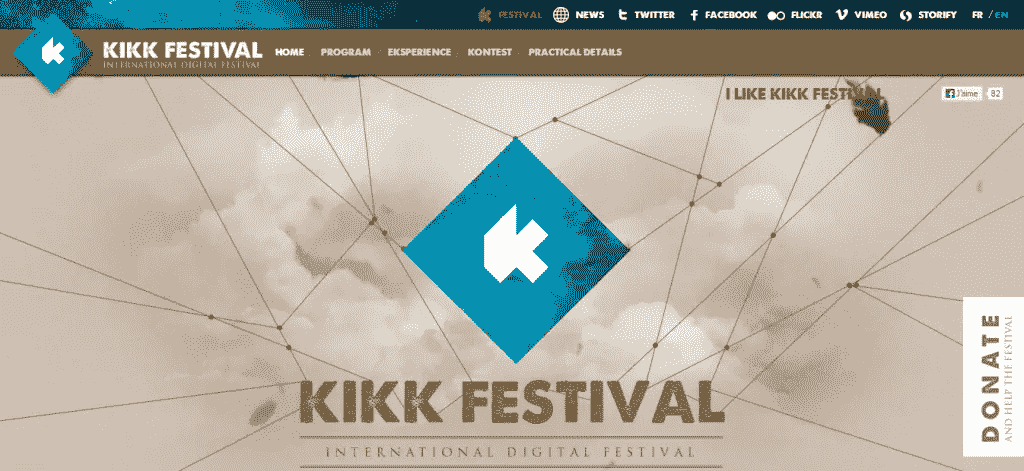 FESTIVAL NEWS TWITTER FACEBOOK FLICKR VIMEO STORIFY FR / EN
KIKK FESTIVAL
INTERNATIONAL DIGITAL FESTIVAL
HOME PROGRAM EKSPERIENCE KONTEST PRACTICAL DETAILS
I LIKE KIKK FESTIVAL
J'aime 82
KIKK FESTIVAL
INTERNATIONAL DIGITAL FESTIVAL
DONATE
AND HELP THE FESTIVAL